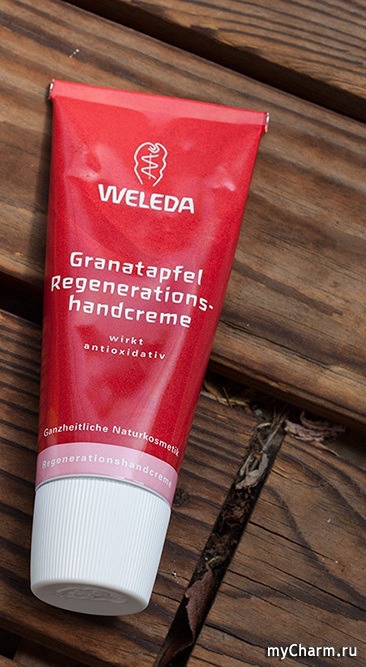 WELEDA
Granatapfel
Regenerations-
handcreme
wirkt
antioxidativ
Ganzheitliche Naturkosmetik
Regenerationshandcreme
myCharm.ru